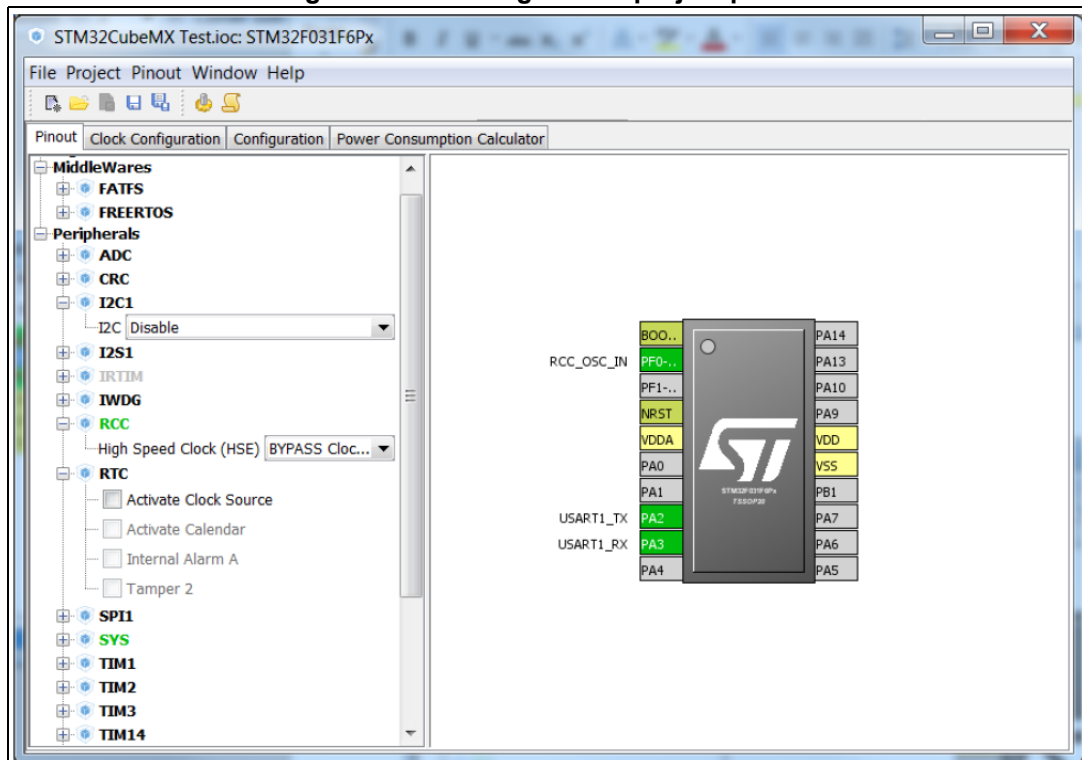 STM32CubeMX Test.ioc: STM32F031F6Px
File Project Pinout Window Help
Pinout Clock Configuration Configuration Power Consumption Calculator
MiddleWares
FATFS
FREERTOS
Peripherals
ADC
CRC
I2C1
I2C Disable
I2S1
IRTIM
IWDG
RCC
High Speed Clock (HSE) BYPASS Cloc...
RTC
Activate Clock Source
Activate Calendar
Internal Alarm A
Tamper 2
SPI1
SYS
TIM1
TIM2
TIM3
TIM14
BOO.. PA14
RCC_OSC_IN PF0-.. PA13
PF1-.. PA10
NRST PA9
VDDA VDD
PA0 VSS
PA1 STM32F031F6Px PB1
TSSOP20
USART1_TX PA2 PA7
USART1_RX PA3 PA6
PA4 PA5